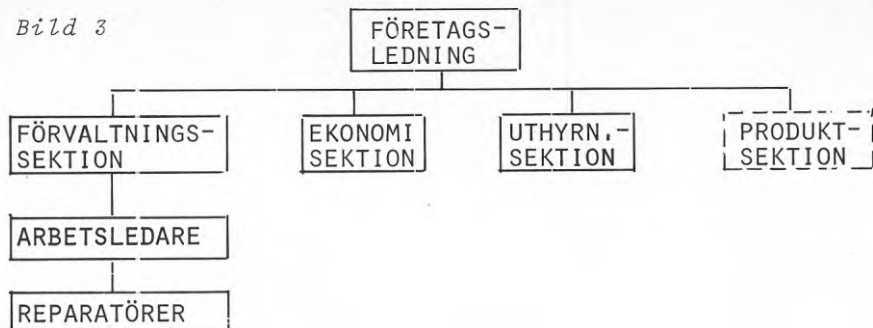 Bild 3
FÖRETAGS-
LEDNING
FÖRVALTNINGS-
SEKTION
EKONOMI
SEKTION
UTHYRN.-
SEKTION
PRODUKT-
SEKTION
ARBETSLEDARE
REPARATÖRER